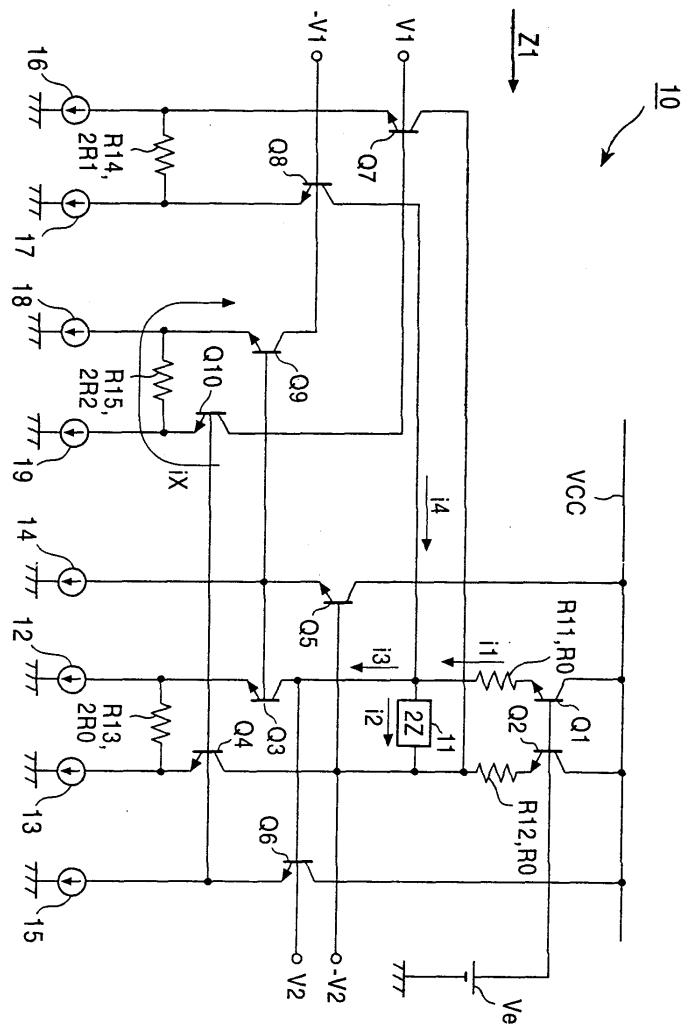 10
VCC
R11, R0
Q1
Q2
R12, R0
Ve
Z1
i1
11
i4
2Z
i3
i2
V1
Q7
-V1
Q8
Q5
-V2
V2
Q9
Q3
Q6
Q4
Q10
iX
R14,
2R1
R15,
2R2
R13,
2R0
16
17
18
19
14
12
13
15